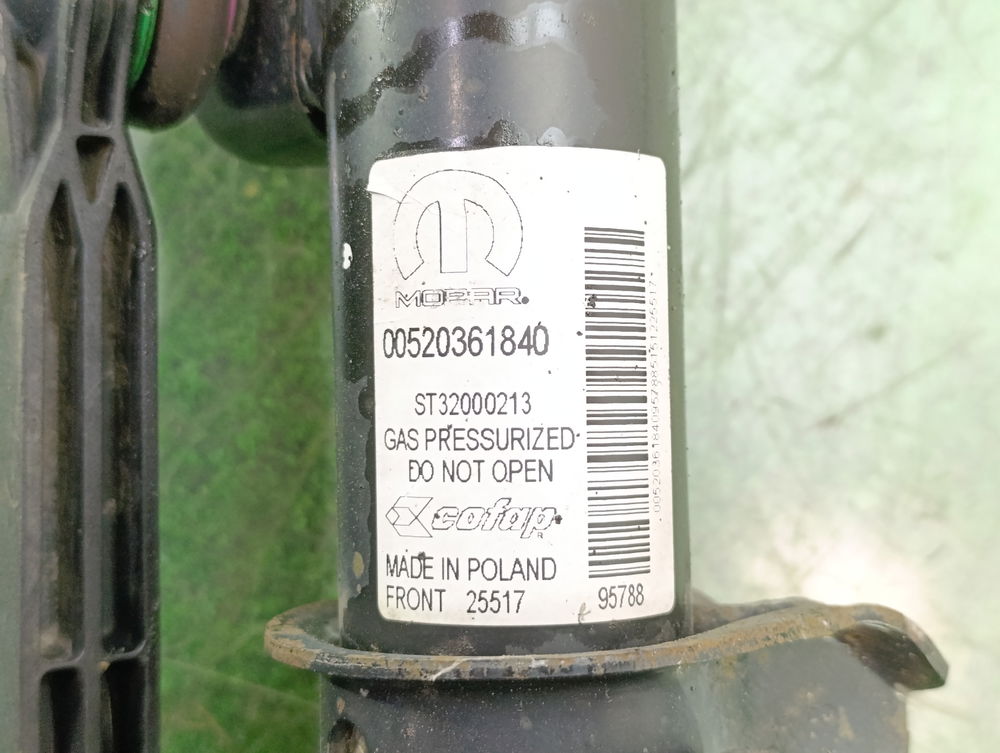 MOPAR®
00520361840
ST32000213
GAS PRESSURIZED
DO NOT OPEN
cofap
MADE IN POLAND
FRONT 25517
95788